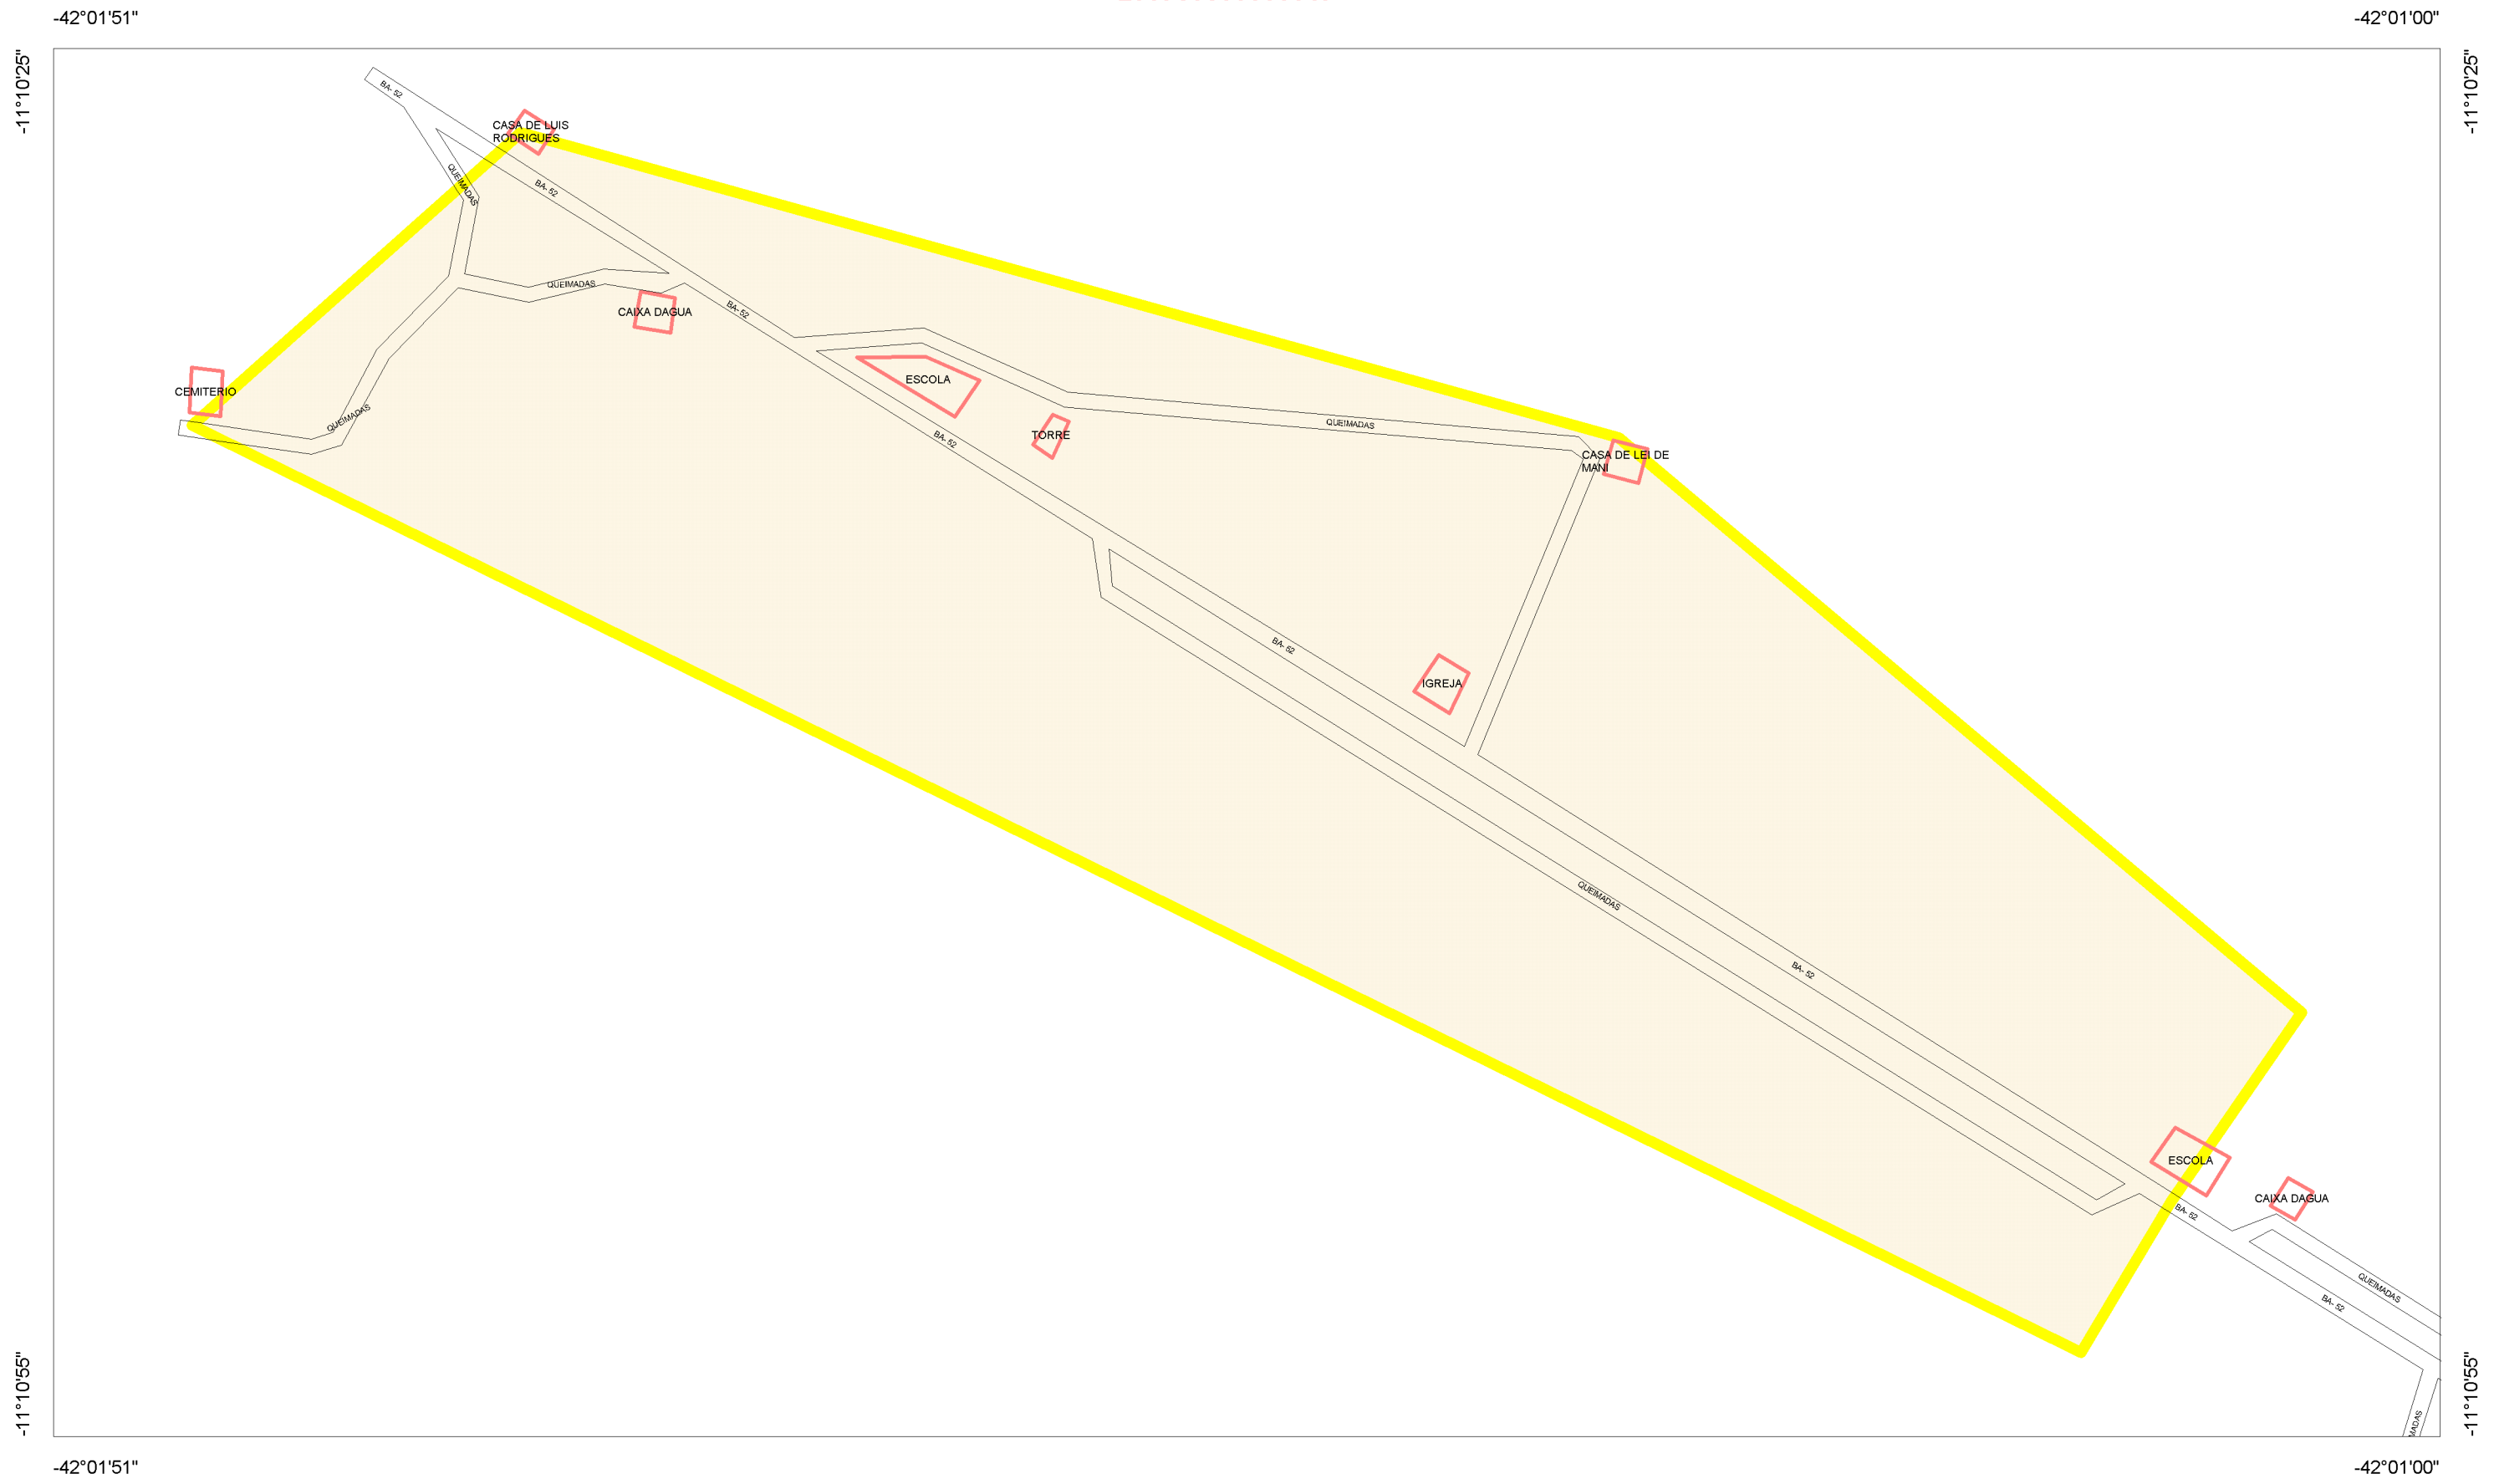 -42°01'51"
-42°01'00"
-11°10'25"
-11°10'25"
BA- 52
CASA DE LUIS
RODRIGUES
QUEIMADAS
BA- 52
QUEIMADAS
CAIXA DAGUA
BA- 52
CEMITERIO
QUEIMADAS
ESCOLA
TORRE
BA- 52
QUEIMADAS
CASA DE LEI DE
MANI
BA- 52
IGREJA
QUEIMADAS
BA- 52
ESCOLA
CAIXA DAGUA
BA- 52
QUEIMADAS
BA- 52
MADAS
-11°10'55"
-11°10'55"
-42°01'51"
-42°01'00"